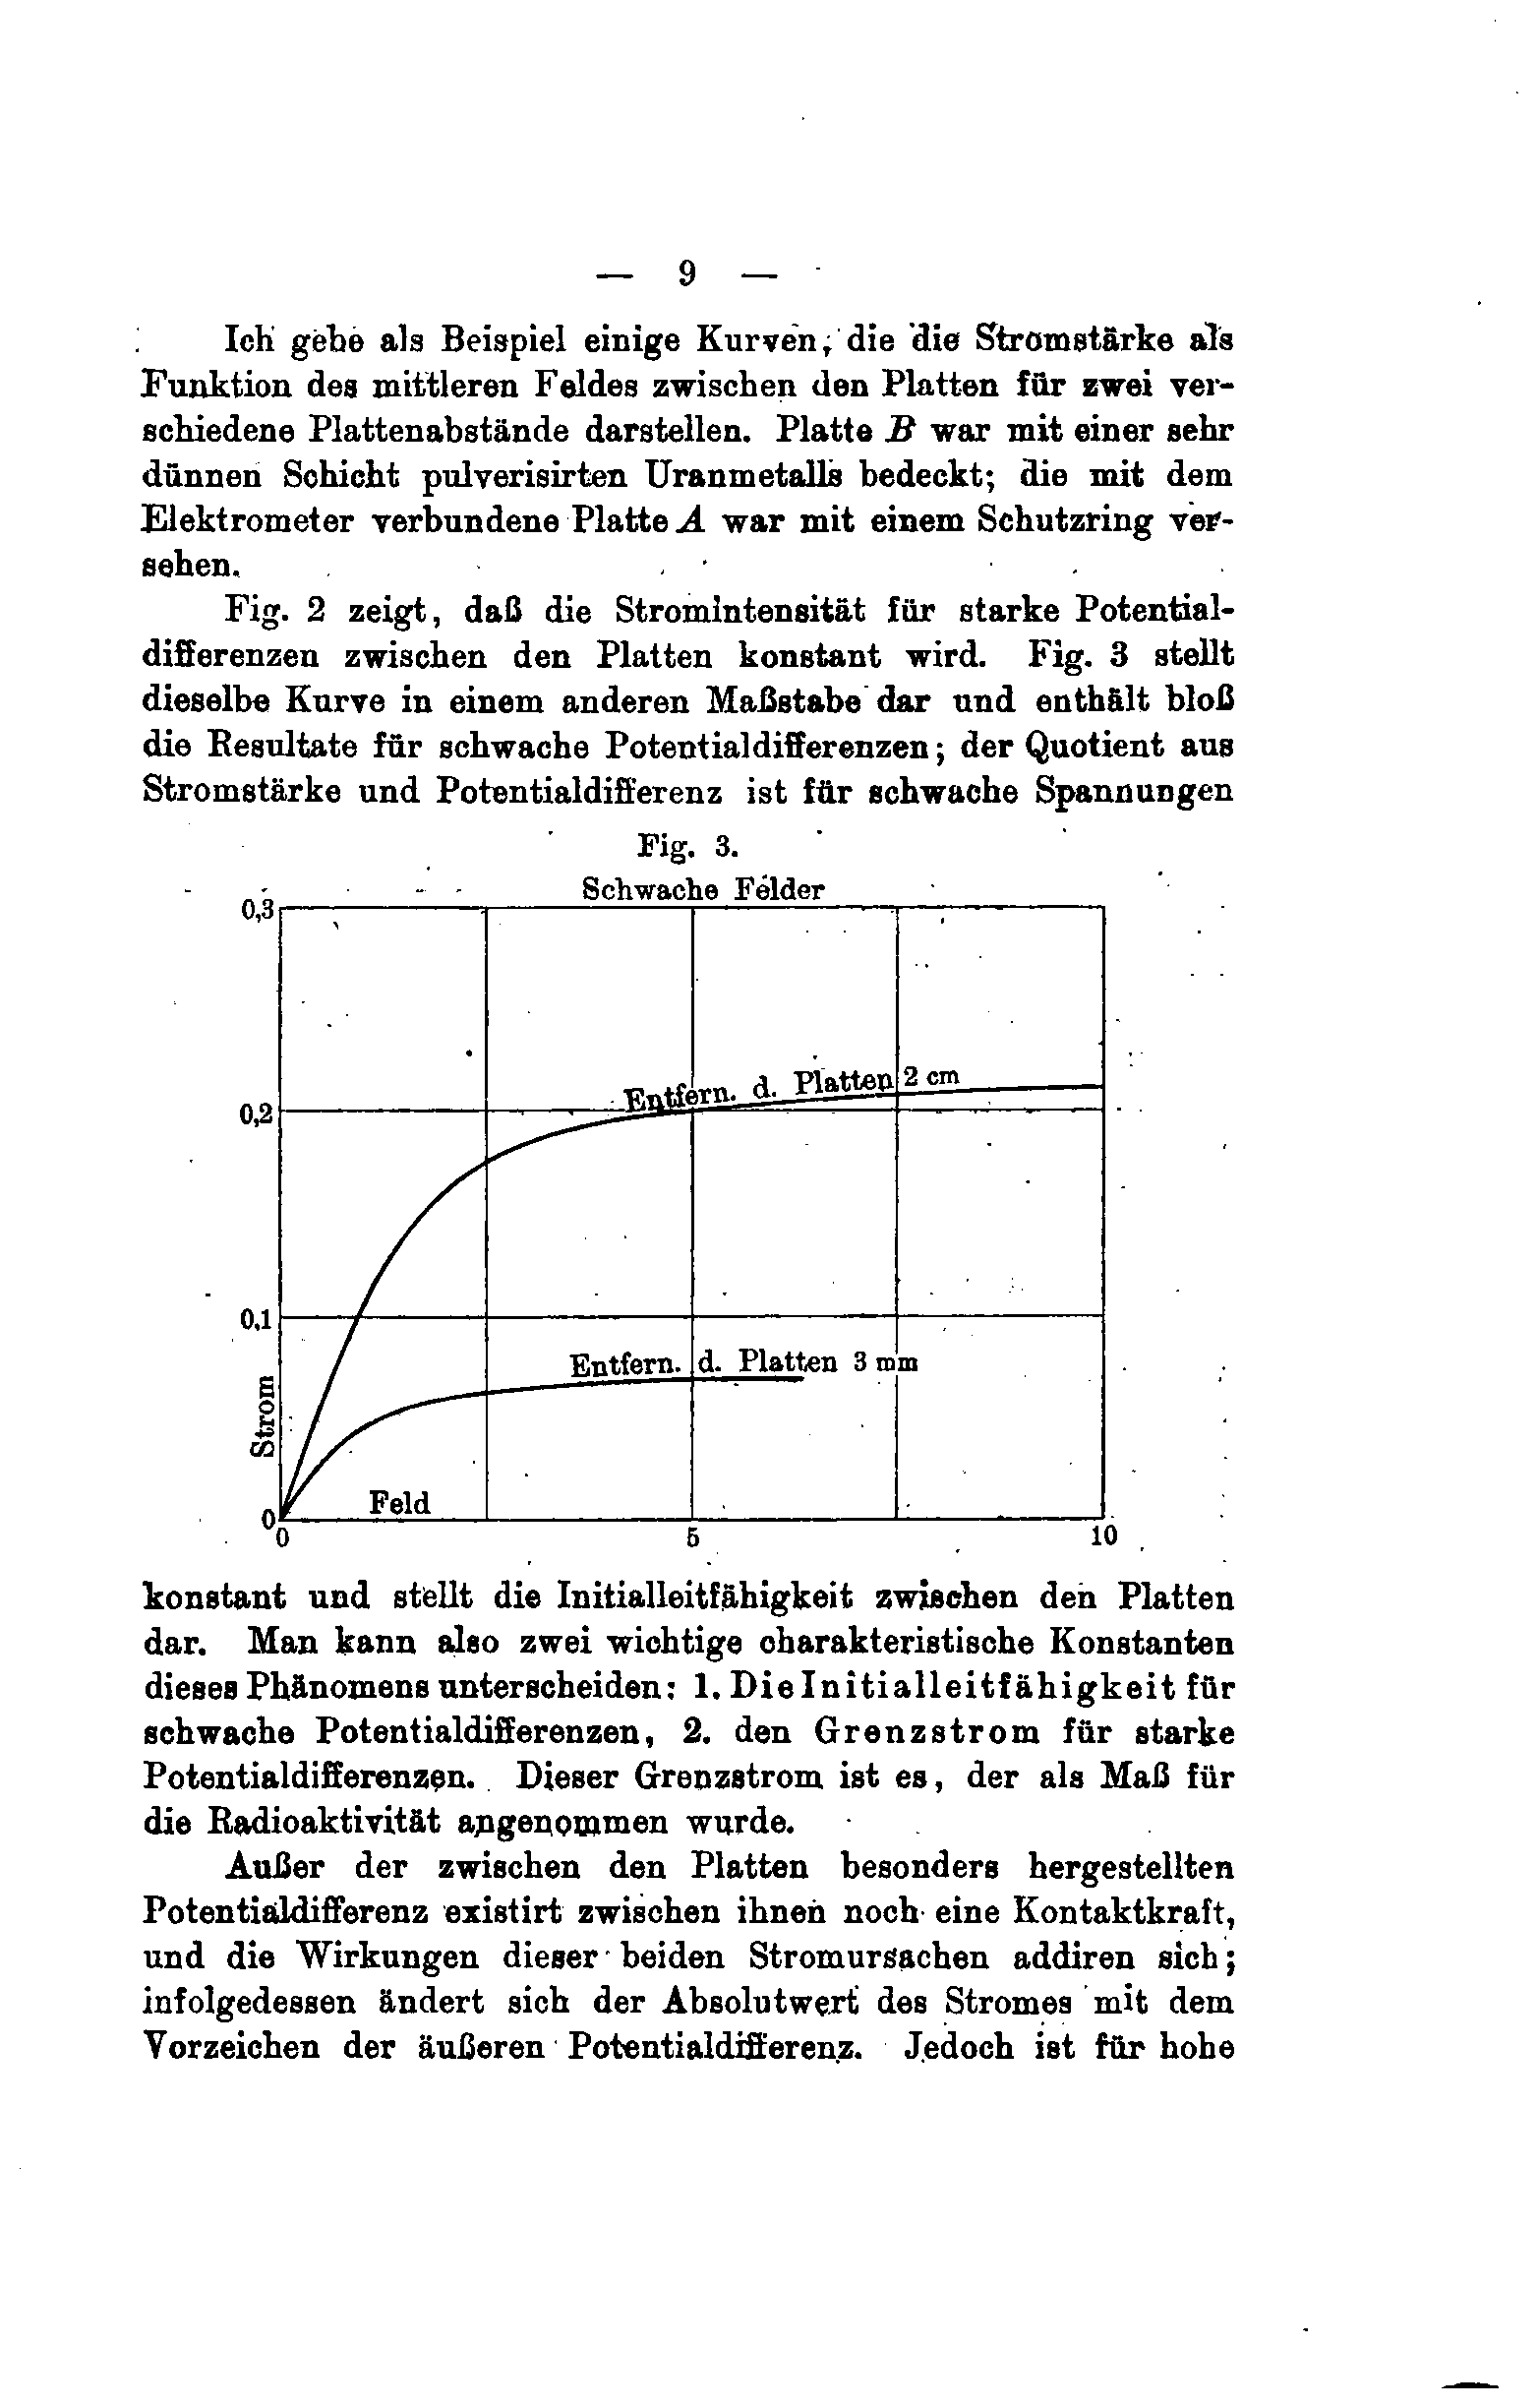 — 9 —
Ich gebe als Beispiel einige Kurven, die die Stromstärke als
Funktion des mittleren Feldes zwischen den Platten für zwei ver-
schiedene Plattenabstände darstellen. Platte B war mit einer sehr
dünnen Schicht pulverisirten Uranmetalls bedeckt; die mit dem
Elektrometer verbundene Platte A war mit einem Schutzring ver-
sehen.
Fig. 2 zeigt, daß die Stromintensität für starke Potential-
differenzen zwischen den Platten konstant wird. Fig. 3 stellt
dieselbe Kurve in einem anderen Maßstabe dar und enthält bloß
die Resultate für schwache Potentialdifferenzen; der Quotient aus
Stromstärke und Potentialdifferenz ist für schwache Spannungen
Fig. 3.
Schwache Felder
0,3
Entfern. d. Platten 2 cm
0,2
0,1
Entfern. d. Platten 3 mm
Strom
Feld
0
0 5 10
konstant und stellt die Initialleitfähigkeit zwischen den Platten
dar. Man kann also zwei wichtige charakteristische Konstanten
dieses Phänomens unterscheiden: 1. Die Initialleitfähigkeit für
schwache Potentialdifferenzen, 2. den Grenzstrom für starke
Potentialdifferenzen. Dieser Grenzstrom ist es, der als Maß für
die Radioaktivität angenommen wurde.
Außer der zwischen den Platten besonders hergestellten
Potentialdifferenz existirt zwischen ihnen noch eine Kontaktkraft,
und die Wirkungen dieser beiden Stromursachen addiren sich;
infolgedessen ändert sich der Absolutwert des Stromes mit dem
Vorzeichen der äußeren Potentialdifferenz. Jedoch ist für hohe